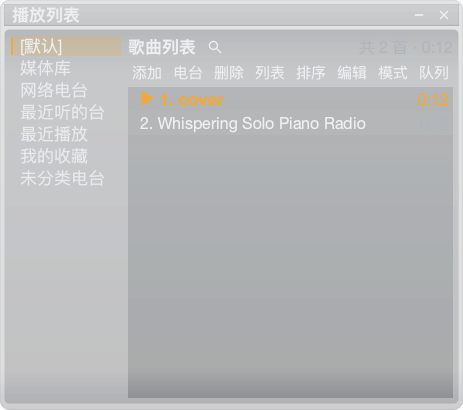 播放列表
[默认]
媒体库
网络电台
最近听的台
最近播放
我的收藏
未分类电台
歌曲列表 共 2 首 · 0:12
添加 电台 删除 列表 排序 编辑 模式 队列
1. cover 0:12
2. Whispering Solo Piano Radio